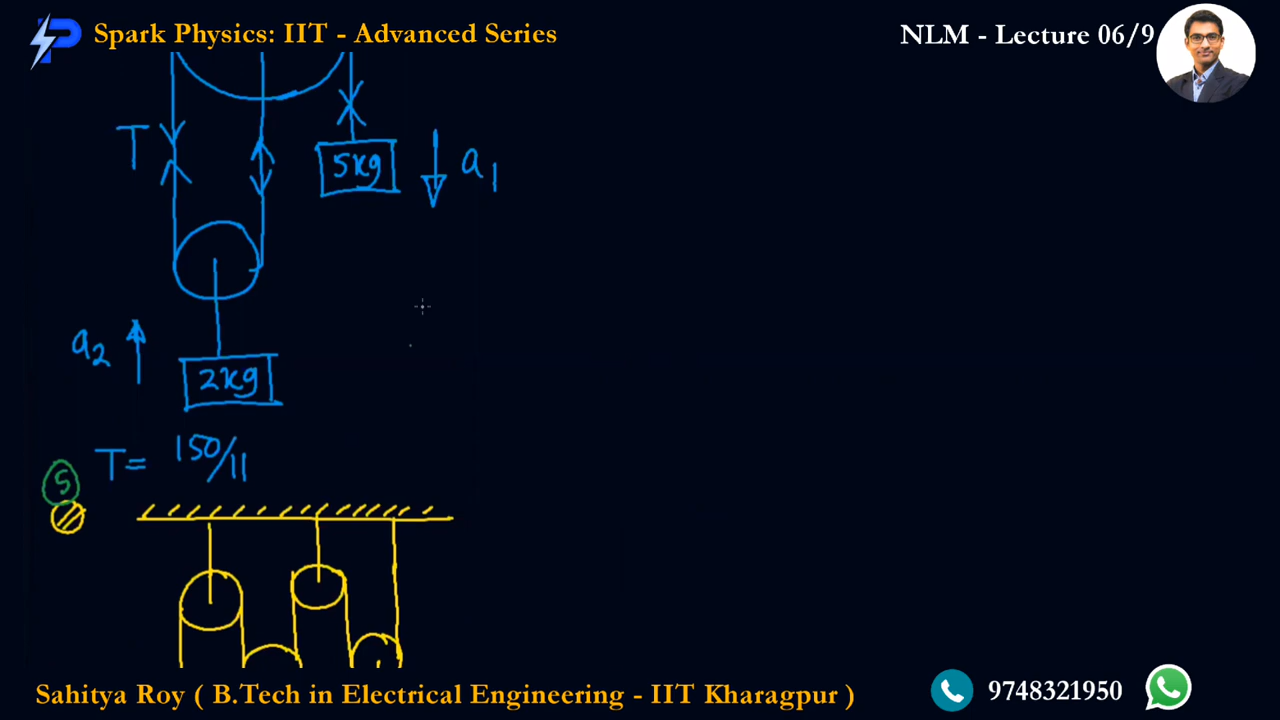 Spark Physics: IIT - Advanced Series
NLM - Lecture 06/9
T
5kg
a1
a2
2kg
T= 150/11
5
Sahitya Roy ( B.Tech in Electrical Engineering - IIT Kharagpur )
9748321950